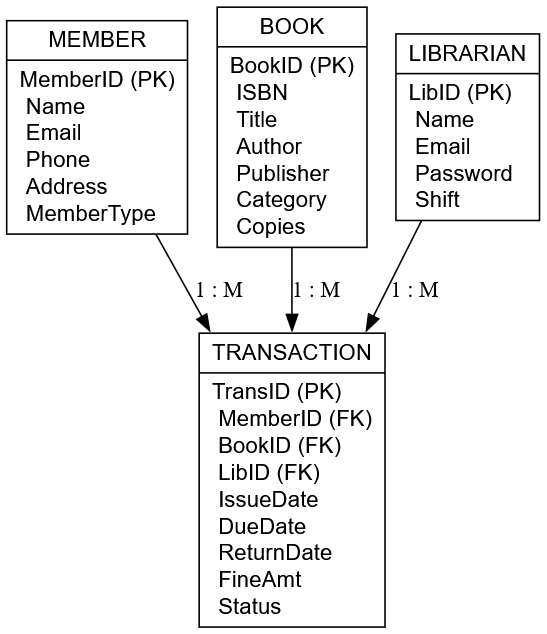 MEMBER
MemberID (PK)
Name
Email
Phone
Address
MemberType
BOOK
BookID (PK)
ISBN
Title
Author
Publisher
Category
Copies
LIBRARIAN
LibID (PK)
Name
Email
Password
Shift
1 : M
1 : M
1 : M
TRANSACTION
TransID (PK)
MemberID (FK)
BookID (FK)
LibID (FK)
IssueDate
DueDate
ReturnDate
FineAmt
Status